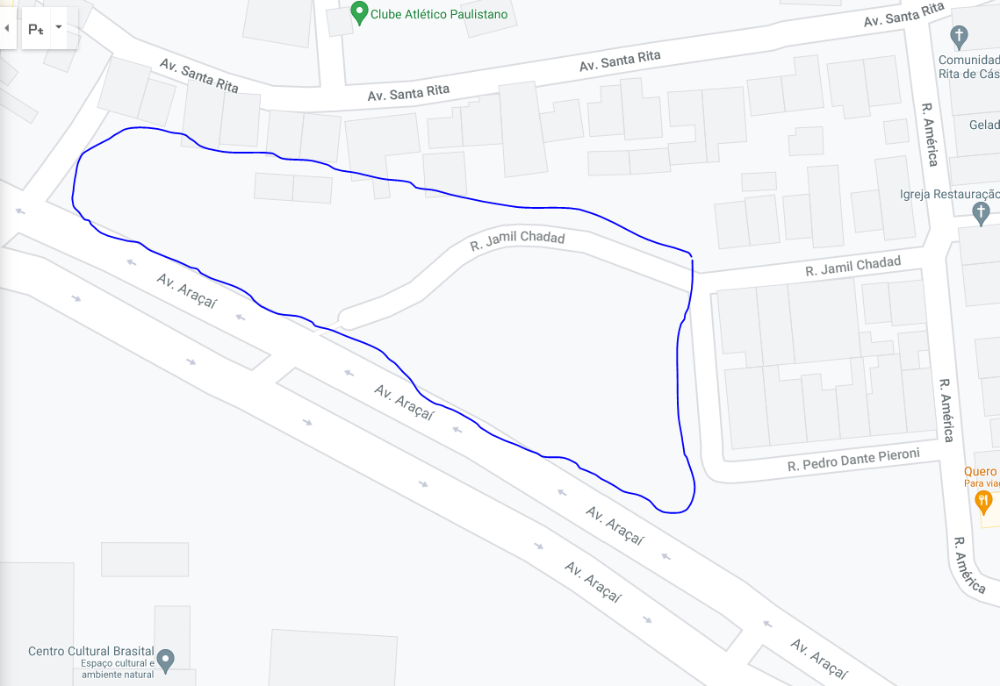 Clube Atlético Paulistano
Av. Santa Rita
Pt
Av. Santa Rita
Av. Santa Rita
Av. Santa Rita
Comunidad
Rita de Cás
R. América
Gelad
Igreja Restauração
R. Jamil Chadad
R. Jamil Chadad
Av. Araçaí
Av. Araçaí
R. América
R. Pedro Dante Pieroni
Quero
Para viag
Av. Araçaí
R. América
Av. Araçaí
Centro Cultural Brasital
Espaço cultural e
ambiente natural
Av. Araçaí